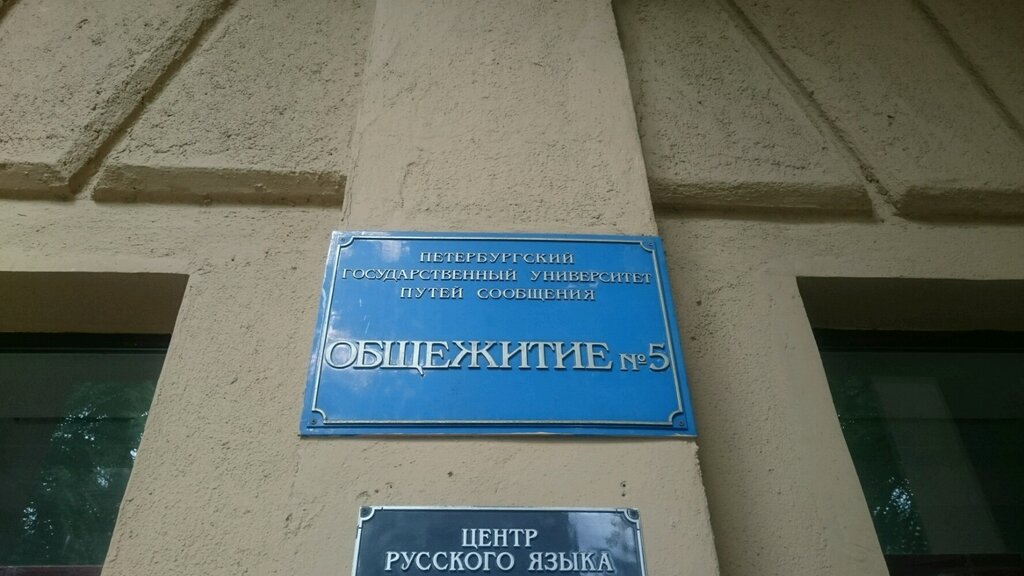 ПЕТЕРБУРГСКИЙ
ГОСУДАРСТВЕННЫЙ УНИВЕРСИТЕТ
ПУТЕЙ СООБЩЕНИЯ
ОБЩЕЖИТИЕ №5
ЦЕНТР
РУССКОГО ЯЗЫКА